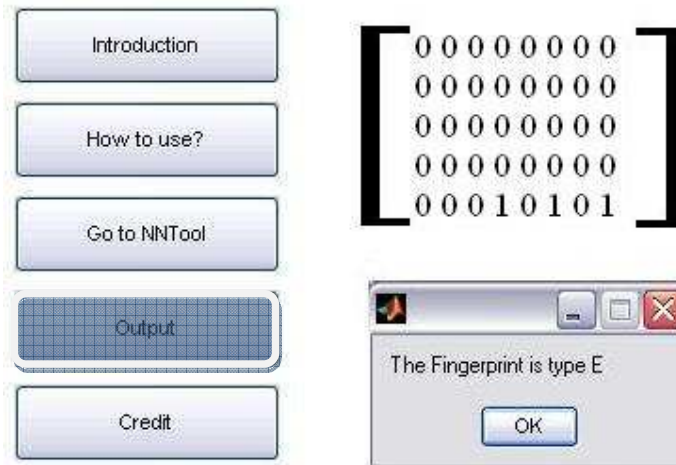 Introduction
How to use?
Go to NNTool
Output
Credit
0 0 0 0 0 0 0 0
0 0 0 0 0 0 0 0
0 0 0 0 0 0 0 0
0 0 0 0 0 0 0 0
0 0 0 1 0 1 0 1
The Fingerprint is type E
OK